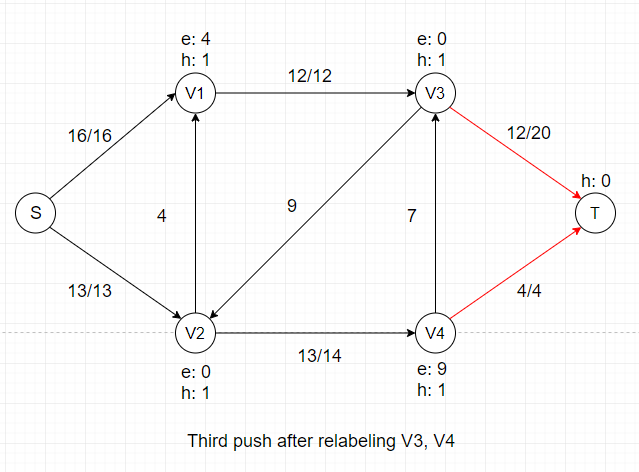 e: 4
h: 1
e: 0
h: 1
V1
12/12
V3
16/16
12/20
h: 0
S
4
9
7
T
13/13
4/4
V2
13/14
V4
e: 0
h: 1
e: 9
h: 1
Third push after relabeling V3, V4